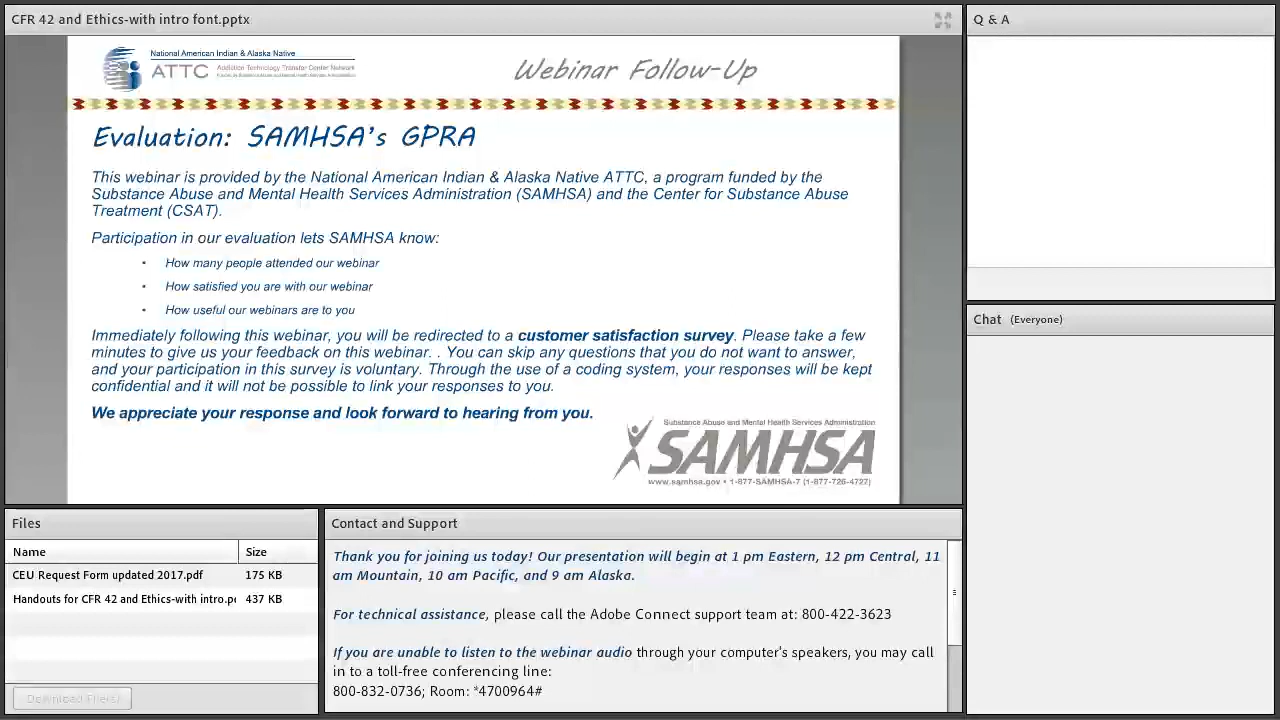 CFR 42 and Ethics-with intro font.pptx
National American Indian & Alaska Native
ATTC
Addiction Technology Transfer Center Network
Webinar Follow-Up
Evaluation: SAMHSA's GPRA
This webinar is provided by the National American Indian & Alaska Native ATTC, a program funded by the
Substance Abuse and Mental Health Services Administration (SAMHSA) and the Center for Substance Abuse
Treatment (CSAT).
Participation in our evaluation lets SAMHSA know:
• How many people attended our webinar
• How satisfied you are with our webinar
• How useful our webinars are to you
Immediately following this webinar, you will be redirected to a customer satisfaction survey. Please take a few
minutes to give us your feedback on this webinar. . You can skip any questions that you do not want to answer,
and your participation in this survey is voluntary. Through the use of a coding system, your responses will be kept
confidential and it will not be possible to link your responses to you.
We appreciate your response and look forward to hearing from you.
Substance Abuse and Mental Health Services Administration
SAMHSA
www.samhsa.gov • 1-877-SAMHSA-7 (1-877-726-4727)
Q & A
Chat (Everyone)
Files
Name Size
CEU Request Form updated 2017.pdf 175 KB
Handouts for CFR 42 and Ethics-with intro.pd 437 KB
Download File(s)
Contact and Support
Thank you for joining us today! Our presentation will begin at 1 pm Eastern, 12 pm Central, 11
am Mountain, 10 am Pacific, and 9 am Alaska.
For technical assistance, please call the Adobe Connect support team at: 800-422-3623
If you are unable to listen to the webinar audio through your computer's speakers, you may call
in to a toll-free conferencing line:
800-832-0736; Room: *4700964#